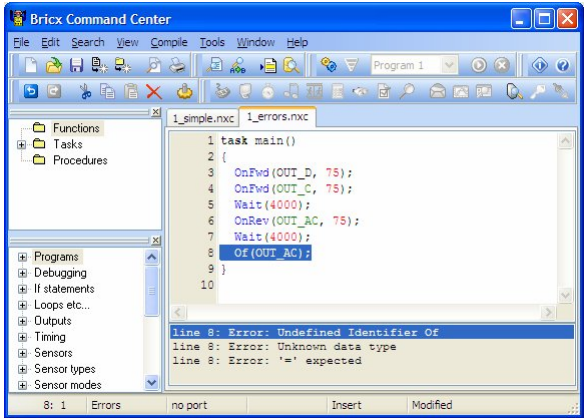 Bricx Command Center
File Edit Search View Compile Tools Window Help
Program 1
Functions
Tasks
Procedures
Programs
Debugging
If statements
Loops etc...
Outputs
Timing
Sensors
Sensor types
Sensor modes
1_simple.nxc 1_errors.nxc
1 task main()
2 {
3 OnFwd(OUT_D, 75);
4 OnFwd(OUT_C, 75);
5 Wait(4000);
6 OnRev(OUT_AC, 75);
7 Wait(4000);
8 Of(OUT_AC);
9 }
10
line 8: Error: Undefined Identifier Of
line 8: Error: Unknown data type
line 8: Error: '=' expected
8: 1 Errors no port Insert Modified